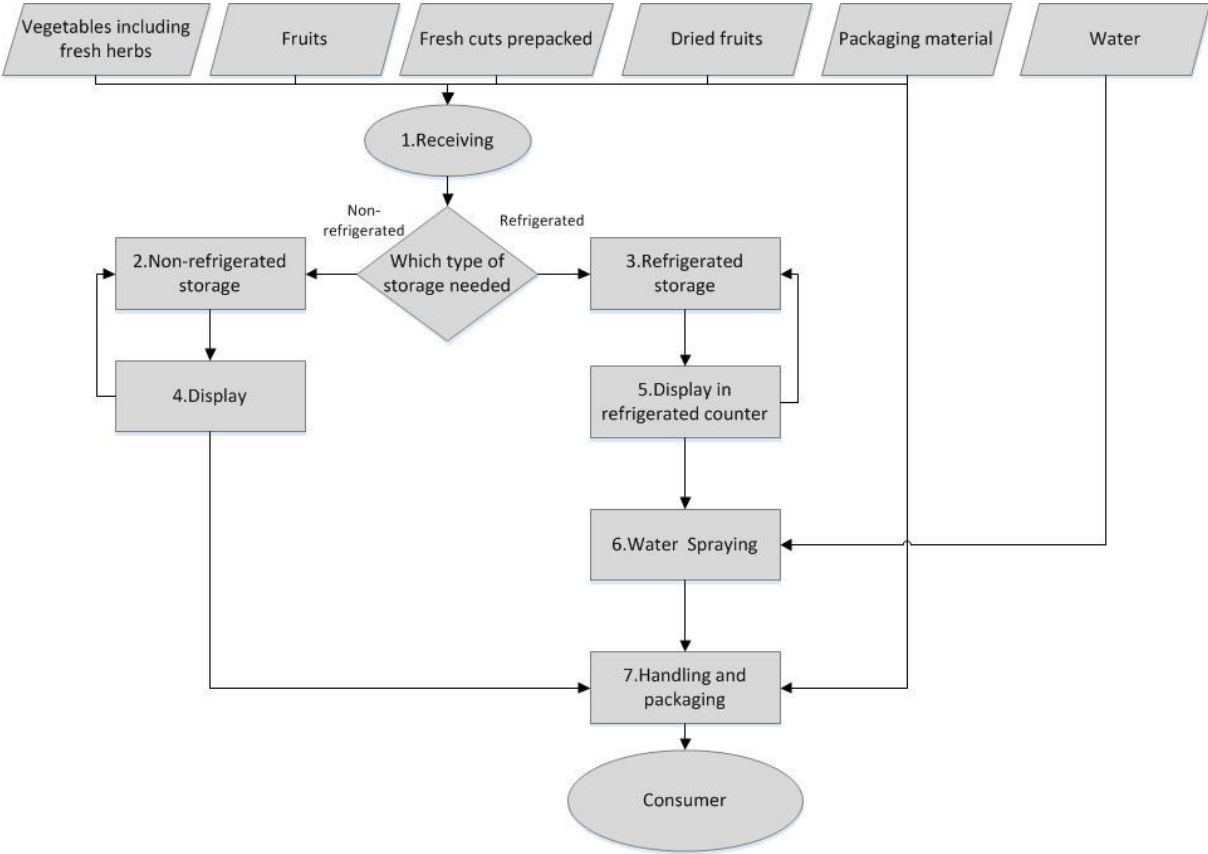 Vegetables including
fresh herbs
Fruits
Fresh cuts prepacked
Dried fruits
Packaging material
Water
1.Receiving
Non-
refrigerated
Refrigerated
2.Non-refrigerated
storage
Which type of
storage needed
3.Refrigerated
storage
4.Display
5.Display in
refrigerated counter
6.Water Spraying
7.Handling and
packaging
Consumer